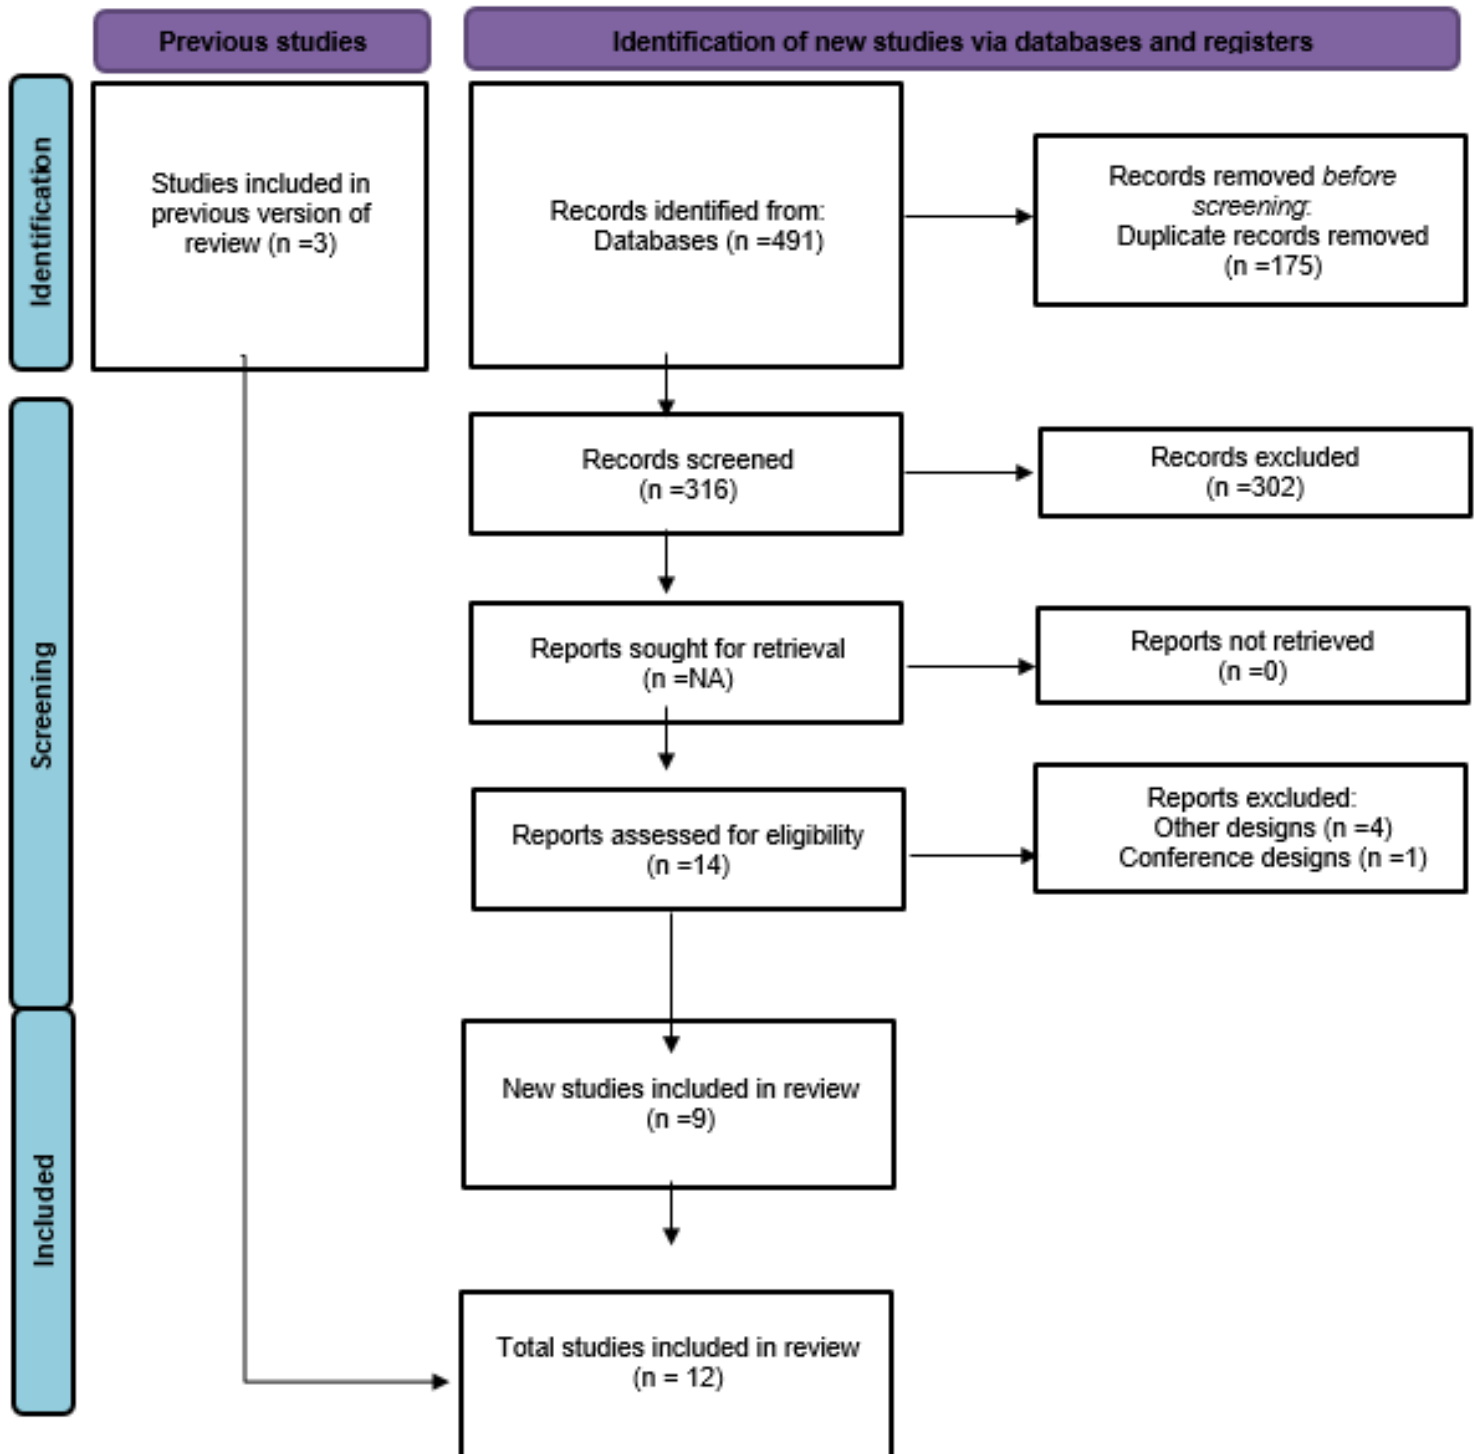 Previous studies
Identification of new studies via databases and registers
Identification
Studies included in
previous version of
review (n =3)
Records identified from:
Databases (n =491)
Records removed before
screening:
Duplicate records removed
(n =175)
Screening
Records screened
(n =316)
Records excluded
(n =302)
Reports sought for retrieval
(n =NA)
Reports not retrieved
(n =0)
Reports assessed for eligibility
(n =14)
Reports excluded:
Other designs (n =4)
Conference designs (n =1)
Included
New studies included in review
(n =9)
Total studies included in review
(n = 12)